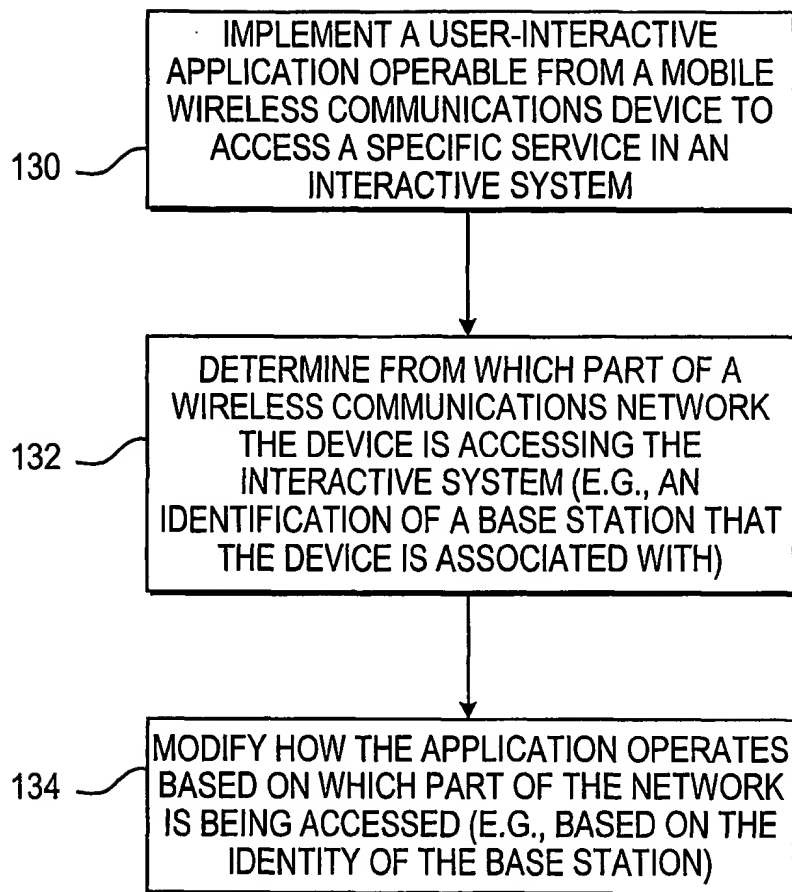 IMPLEMENT A USER-INTERACTIVE
APPLICATION OPERABLE FROM A MOBILE
WIRELESS COMMUNICATIONS DEVICE TO
ACCESS A SPECIFIC SERVICE IN AN
INTERACTIVE SYSTEM
130
DETERMINE FROM WHICH PART OF A
WIRELESS COMMUNICATIONS NETWORK
THE DEVICE IS ACCESSING THE
INTERACTIVE SYSTEM (E.G., AN
IDENTIFICATION OF A BASE STATION THAT
THE DEVICE IS ASSOCIATED WITH)
132
MODIFY HOW THE APPLICATION OPERATES
BASED ON WHICH PART OF THE NETWORK
IS BEING ACCESSED (E.G., BASED ON THE
IDENTITY OF THE BASE STATION)
134